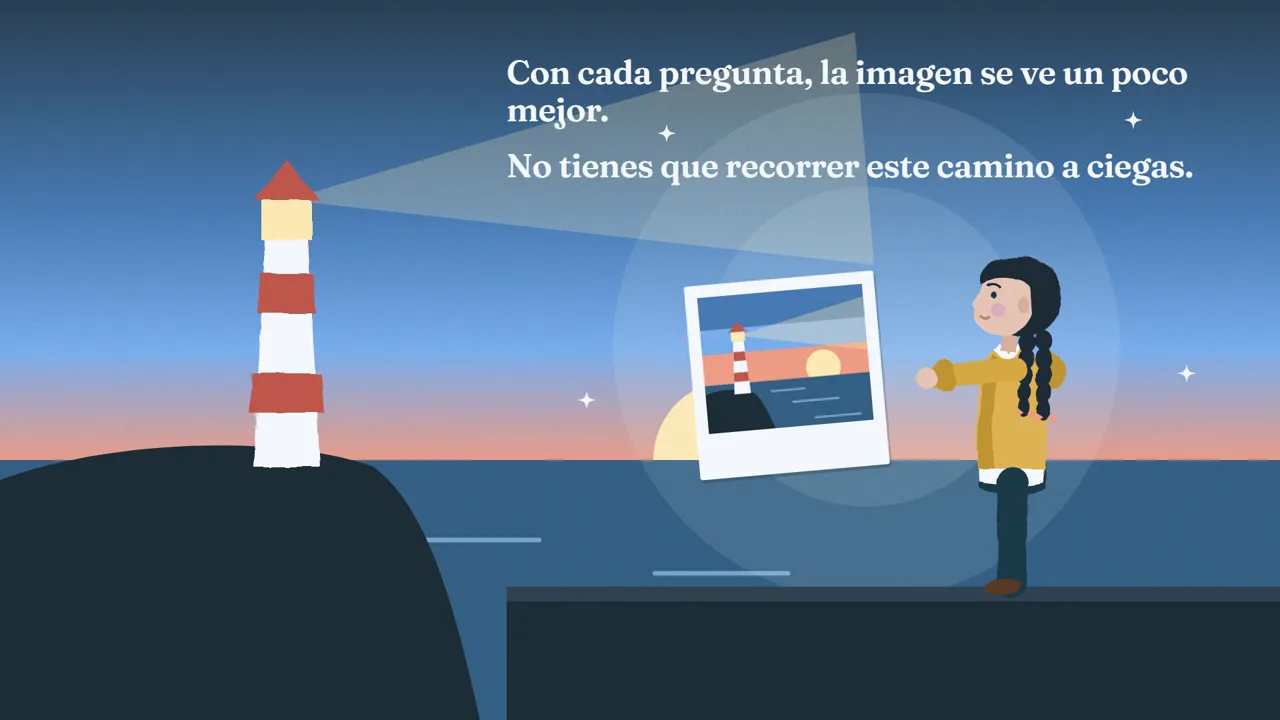 Con cada pregunta, la imagen se ve un poco
mejor.
No tienes que recorrer este camino a ciegas.